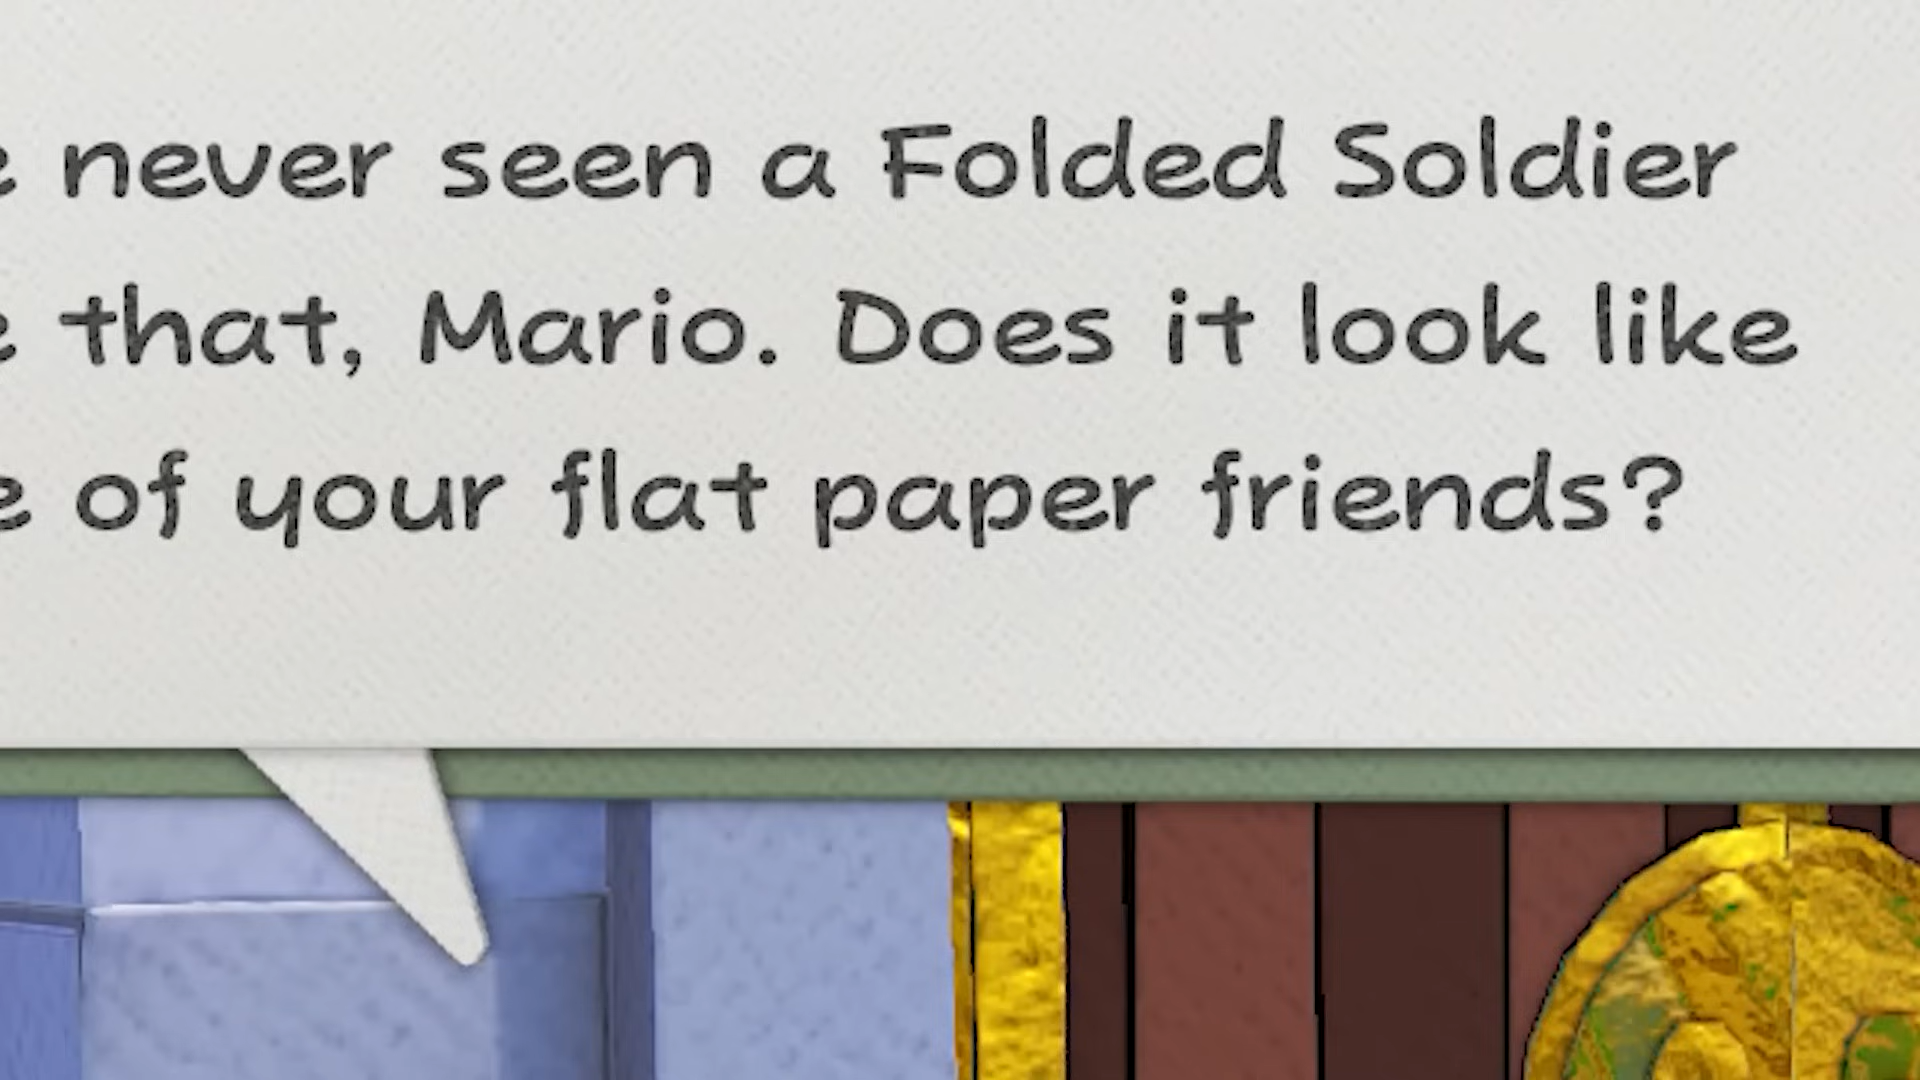 never seen a Folded Soldier
that, Mario. Does it look like
of your flat paper friends?